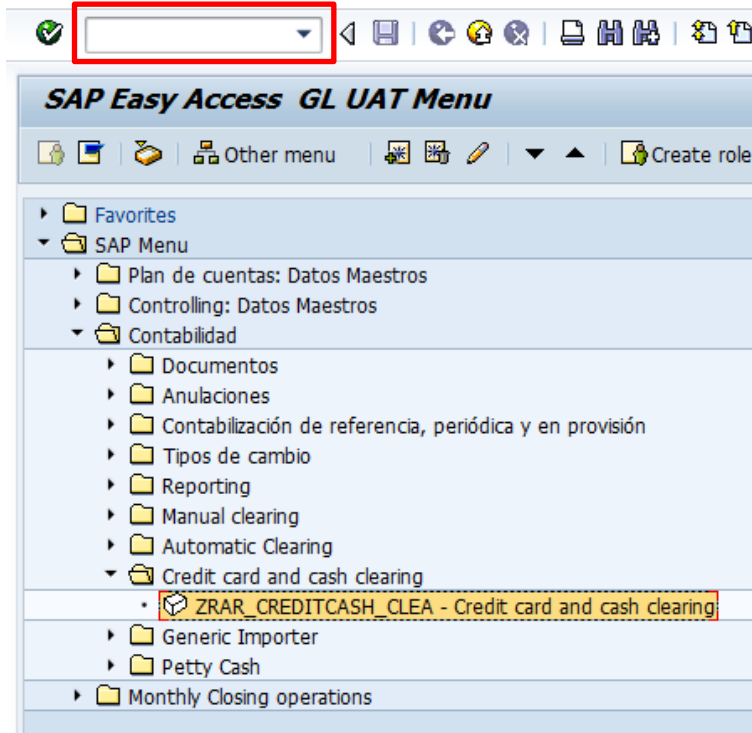 SAP Easy Access GL UAT Menu
Other menu Create role
Favorites
SAP Menu
Plan de cuentas: Datos Maestros
Controlling: Datos Maestros
Contabilidad
Documentos
Anulaciones
Contabilización de referencia, periódica y en provisión
Tipos de cambio
Reporting
Manual clearing
Automatic Clearing
Credit card and cash clearing
ZRAR_CREDITCASH_CLEA - Credit card and cash clearing
Generic Importer
Petty Cash
Monthly Closing operations